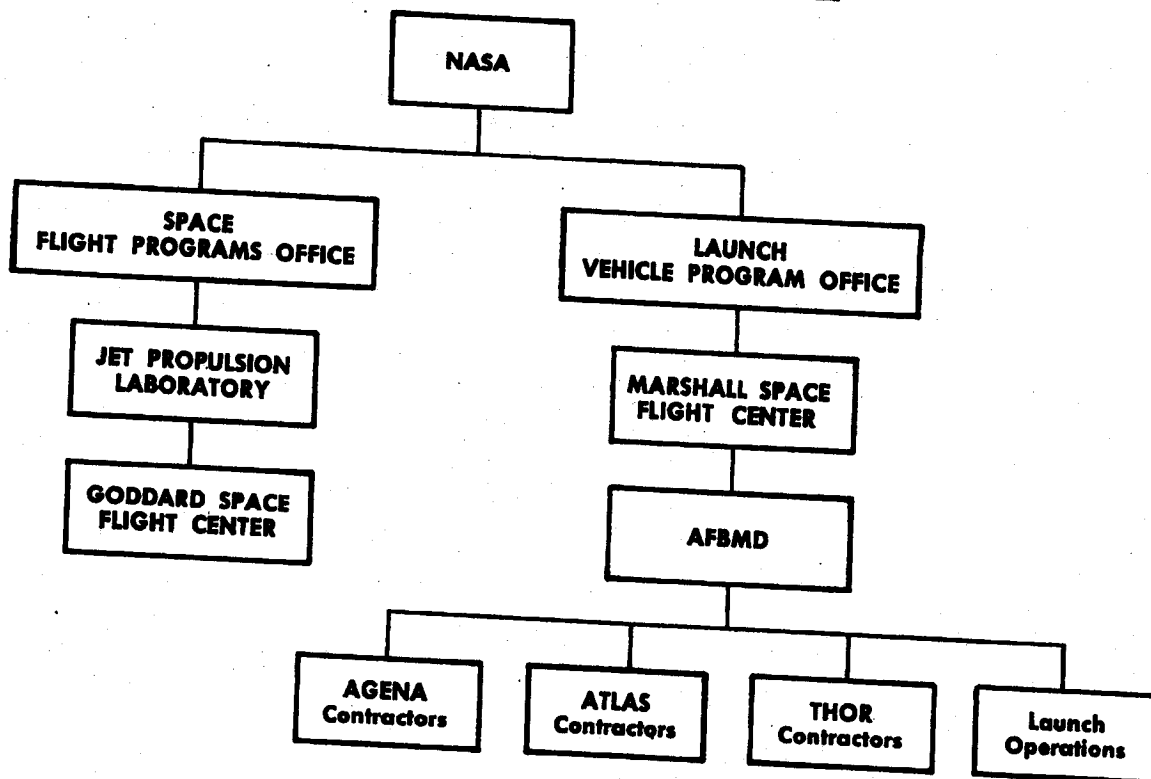 NASA
SPACE
FLIGHT PROGRAMS OFFICE
LAUNCH
VEHICLE PROGRAM OFFICE
JET PROPULSION
LABORATORY
MARSHALL SPACE
FLIGHT CENTER
GODDARD SPACE
FLIGHT CENTER
AFBMD
AGENA
Contractors
ATLAS
Contractors
THOR
Contractors
Launch
Operations